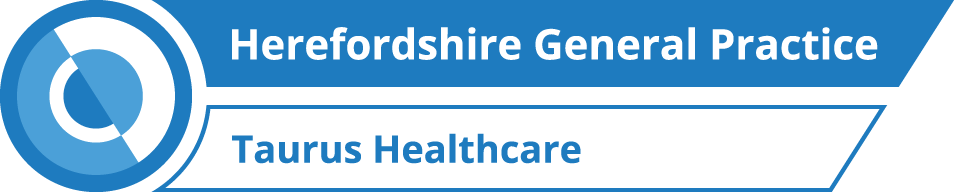 Herefordshire General Practice
Taurus Healthcare